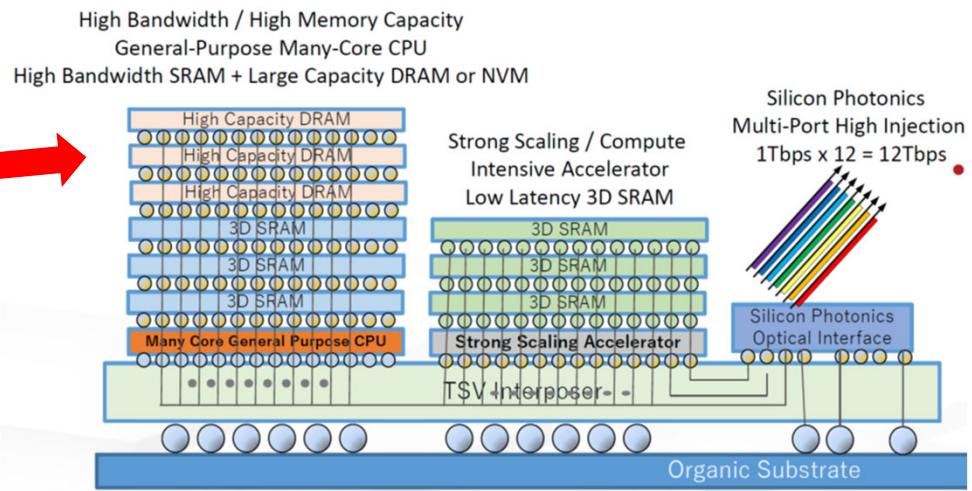 High Bandwidth / High Memory Capacity
General-Purpose Many-Core CPU
High Bandwidth SRAM + Large Capacity DRAM or NVM
High Capacity DRAM
High Capacity DRAM
High Capacity DRAM
3D SRAM
3D SRAM
3D SRAM
Many Core General Purpose CPU
Strong Scaling / Compute
Intensive Accelerator
Low Latency 3D SRAM
3D SRAM
3D SRAM
3D SRAM
Strong Scaling Accelerator
Silicon Photonics
Multi-Port High Injection
1Tbps x 12 = 12Tbps
Silicon Photonics
Optical Interface
TSV Interposer
Organic Substrate